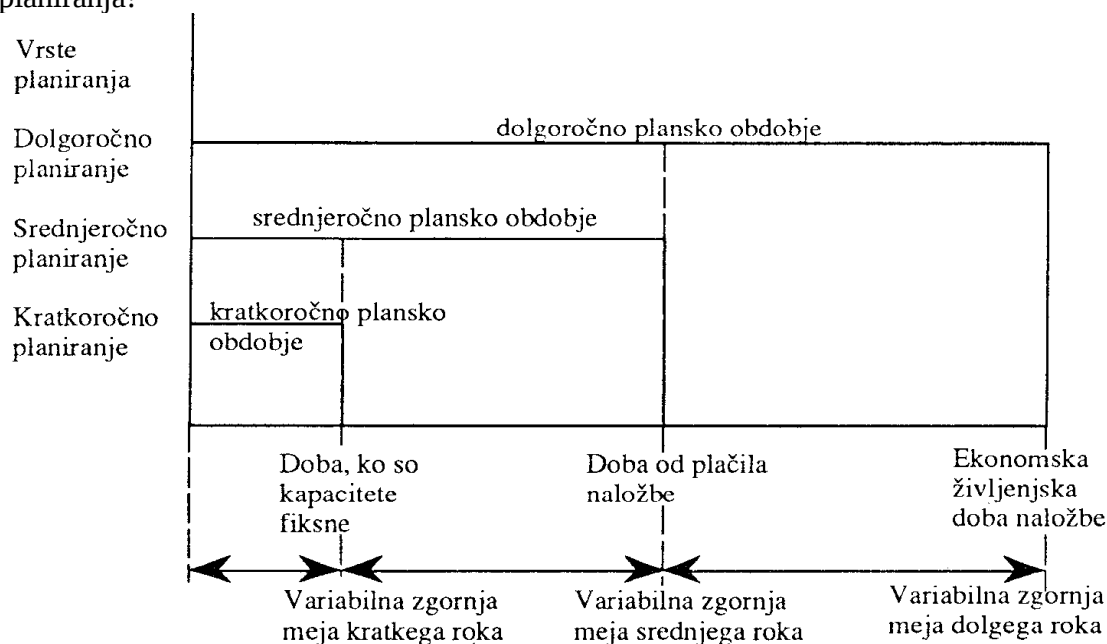 planiranja?
Vrste
planiranja
Dolgoročno
planiranje
dolgoročno plansko obdobje
Srednjeročno
planiranje
srednjeročno plansko obdobje
Kratkoročno
planiranje
kratkoročno plansko
obdobje
Doba, ko so
kapacitete
fiksne
Doba od plačila
naložbe
Ekonomska
življenjska
doba naložbe
Variabilna zgornja
meja kratkega roka
Variabilna zgornja
meja srednjega roka
Variabilna zgornja
meja dolgega roka